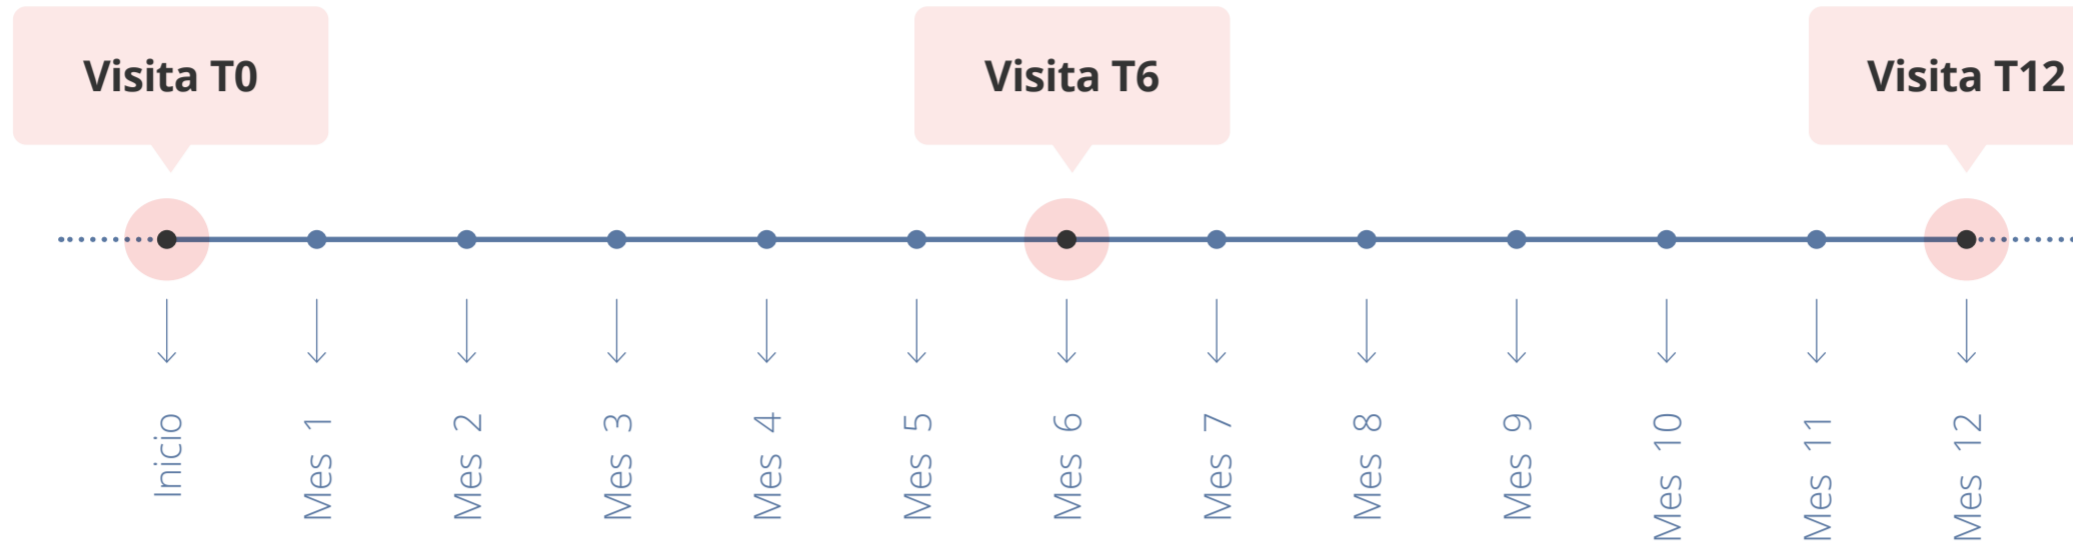 Visita T0
Visita T6
Visita T12
Inicio
Mes 1
Mes 2
Mes 3
Mes 4
Mes 5
Mes 6
Mes 7
Mes 8
Mes 9
Mes 10
Mes 11
Mes 12